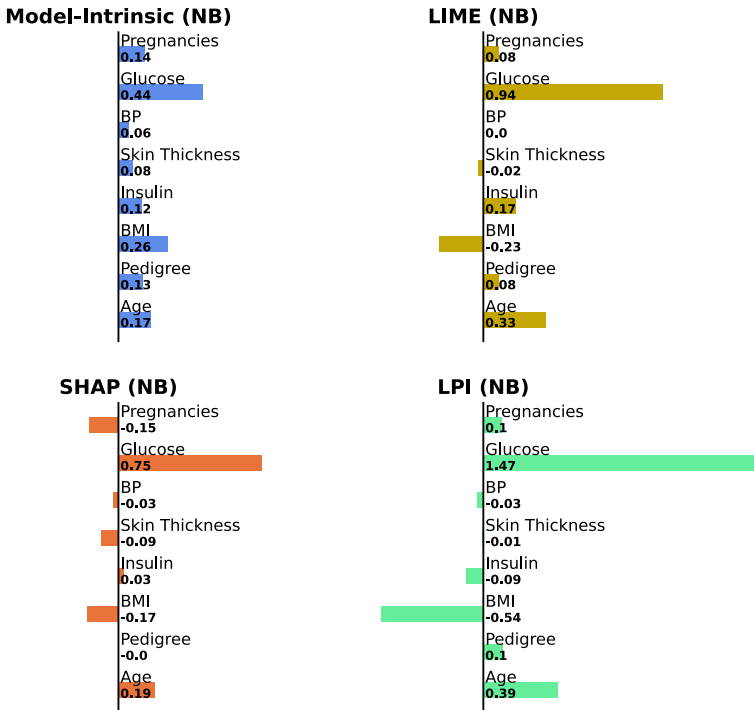 Model-Intrinsic (NB)
Pregnancies
0.14
Glucose
0.44
BP
0.06
Skin Thickness
0.08
Insulin
0.12
BMI
0.26
Pedigree
0.13
Age
0.17
LIME (NB)
Pregnancies
0.08
Glucose
0.94
BP
0.0
Skin Thickness
-0.02
Insulin
0.17
BMI
-0.23
Pedigree
0.08
Age
0.33
SHAP (NB)
Pregnancies
-0.15
Glucose
0.75
BP
-0.03
Skin Thickness
-0.09
Insulin
0.03
BMI
-0.17
Pedigree
-0.0
Age
0.19
LPI (NB)
Pregnancies
0.1
Glucose
1.47
BP
-0.03
Skin Thickness
-0.01
Insulin
-0.09
BMI
-0.54
Pedigree
0.1
Age
0.39